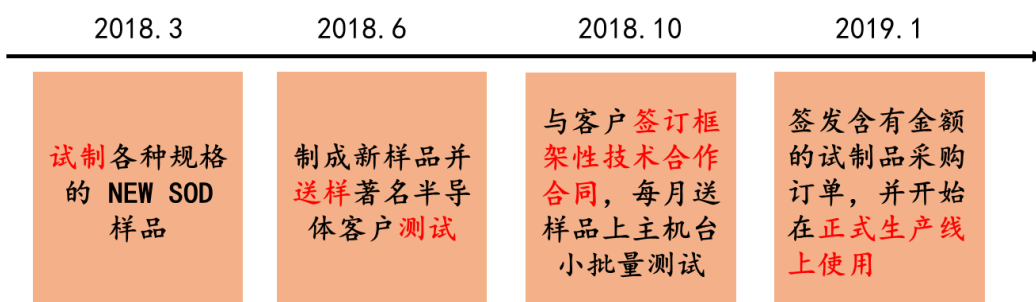 2018.3
2018.6
2018.10
2019.1
试制各种规格
的 NEW SOD
样品
制成新样品并
送样著名半导
体客户测试
与客户签订框
架性技术合作
合同，每月送
样品上主机台
小批量测试
签发含有金额
的试制品采购
订单，并开始
在正式生产线
上使用